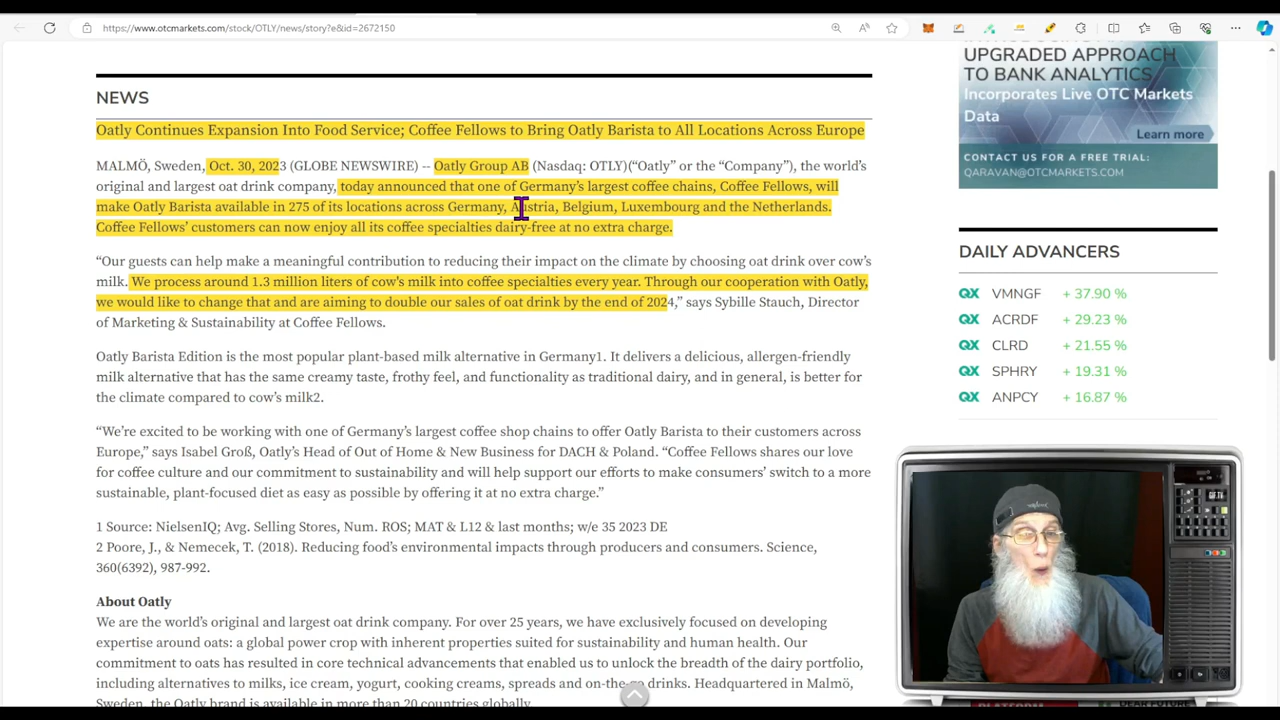 https://www.otcmarkets.com/stock/OTLY/news/story?e&id=2672150
NEWS
Oatly Continues Expansion Into Food Service; Coffee Fellows to Bring Oatly Barista to All Locations Across Europe
MALMÖ, Sweden, Oct. 30, 2023 (GLOBE NEWSWIRE) -- Oatly Group AB (Nasdaq: OTLY)(“Oatly” or the “Company”), the world’s
original and largest oat drink company, today announced that one of Germany’s largest coffee chains, Coffee Fellows, will
make Oatly Barista available in 275 of its locations across Germany, Austria, Belgium, Luxembourg and the Netherlands.
Coffee Fellows’ customers can now enjoy all its coffee specialties dairy-free at no extra charge.
“Our guests can help make a meaningful contribution to reducing their impact on the climate by choosing oat drink over cow’s
milk. We process around 1.3 million liters of cow's milk into coffee specialties every year. Through our cooperation with Oatly,
we would like to change that and are aiming to double our sales of oat drink by the end of 2024,” says Sybille Stauch, Director
of Marketing & Sustainability at Coffee Fellows.
Oatly Barista Edition is the most popular plant-based milk alternative in Germany1. It delivers a delicious, allergen-friendly
milk alternative that has the same creamy taste, frothy feel, and functionality as traditional dairy, and in general, is better for
the climate compared to cow’s milk2.
“We’re excited to be working with one of Germany’s largest coffee shop chains to offer Oatly Barista to their customers across
Europe,” says Isabel Groß, Oatly’s Head of Out of Home & New Business for DACH & Poland. “Coffee Fellows shares our love
for coffee culture and our commitment to sustainability and will help support our efforts to make consumers’ switch to a more
sustainable, plant-focused diet as easy as possible by offering it at no extra charge.”
1 Source: NielsenIQ; Avg. Selling Stores, Num. ROS; MAT & L12 & last months; w/e 35 2023 DE
2 Poore, J., & Nemecek, T. (2018). Reducing food’s environmental impacts through producers and consumers. Science,
360(6392), 987-992.
About Oatly
We are the world’s original and largest oat drink company. For over 25 years, we have exclusively focused on developing
expertise around oats: a global power crop with inherent properties suited for sustainability and human health. Our
commitment to oats has resulted in core technical advancements that enabled us to unlock the breadth of the dairy portfolio,
including alternatives to milks, ice cream, yogurt, cooking creams, spreads and on-the-go drinks. Headquartered in Malmö,
Sweden, the Oatly brand is available in more than 20 countries globally.
UPGRADED APPROACH
TO BANK ANALYTICS
Incorporates Live OTC Markets
Data
Learn more
CONTACT US FOR A FREE TRIAL:
QARAVAN@OTCMARKETS.COM
DAILY ADVANCERS
QX VMNGF + 37.90 %
QX ACRDF + 29.23 %
QX CLRD + 21.55 %
QX SPHRY + 19.31 %
QX ANPCY + 16.87 %